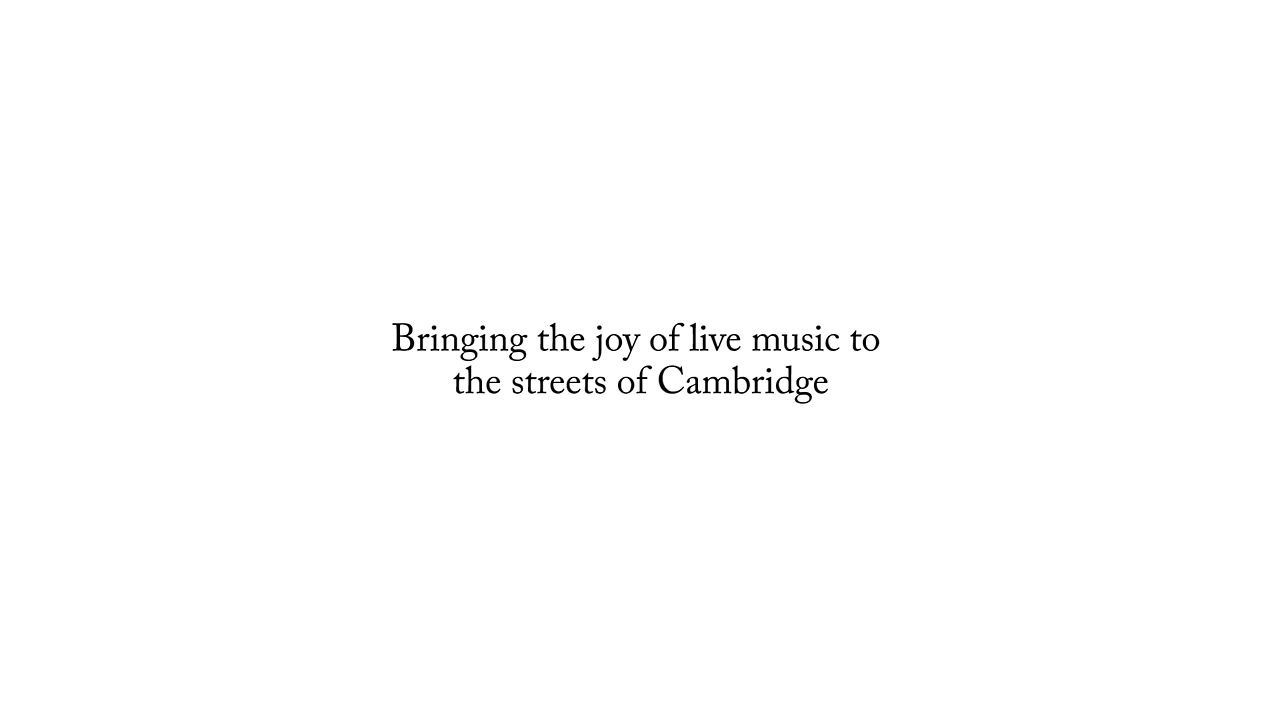 Bringing the joy of live music to
the streets of Cambridge